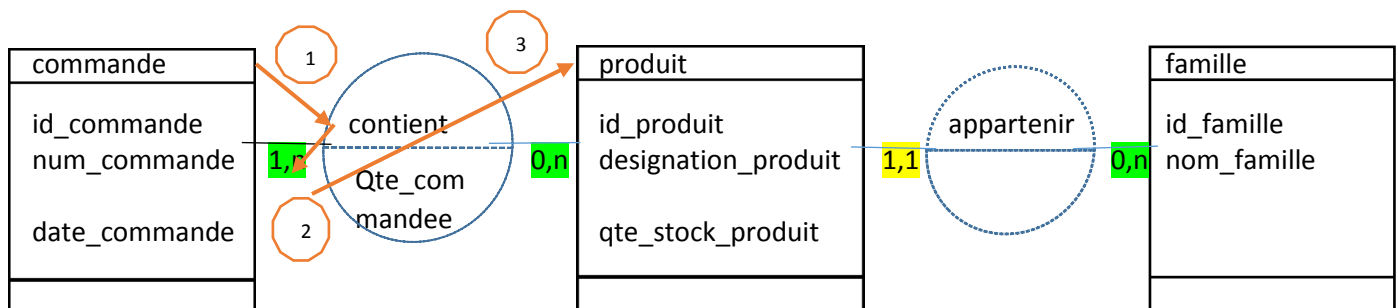 commande
id_commande
num_commande
date_commande
1
2
3
1,n
contient
Qte_com
mandee
0,n
produit
id_produit
designation_produit
qte_stock_produit
1,1
appartenir
0,n
famille
id_famille
nom_famille